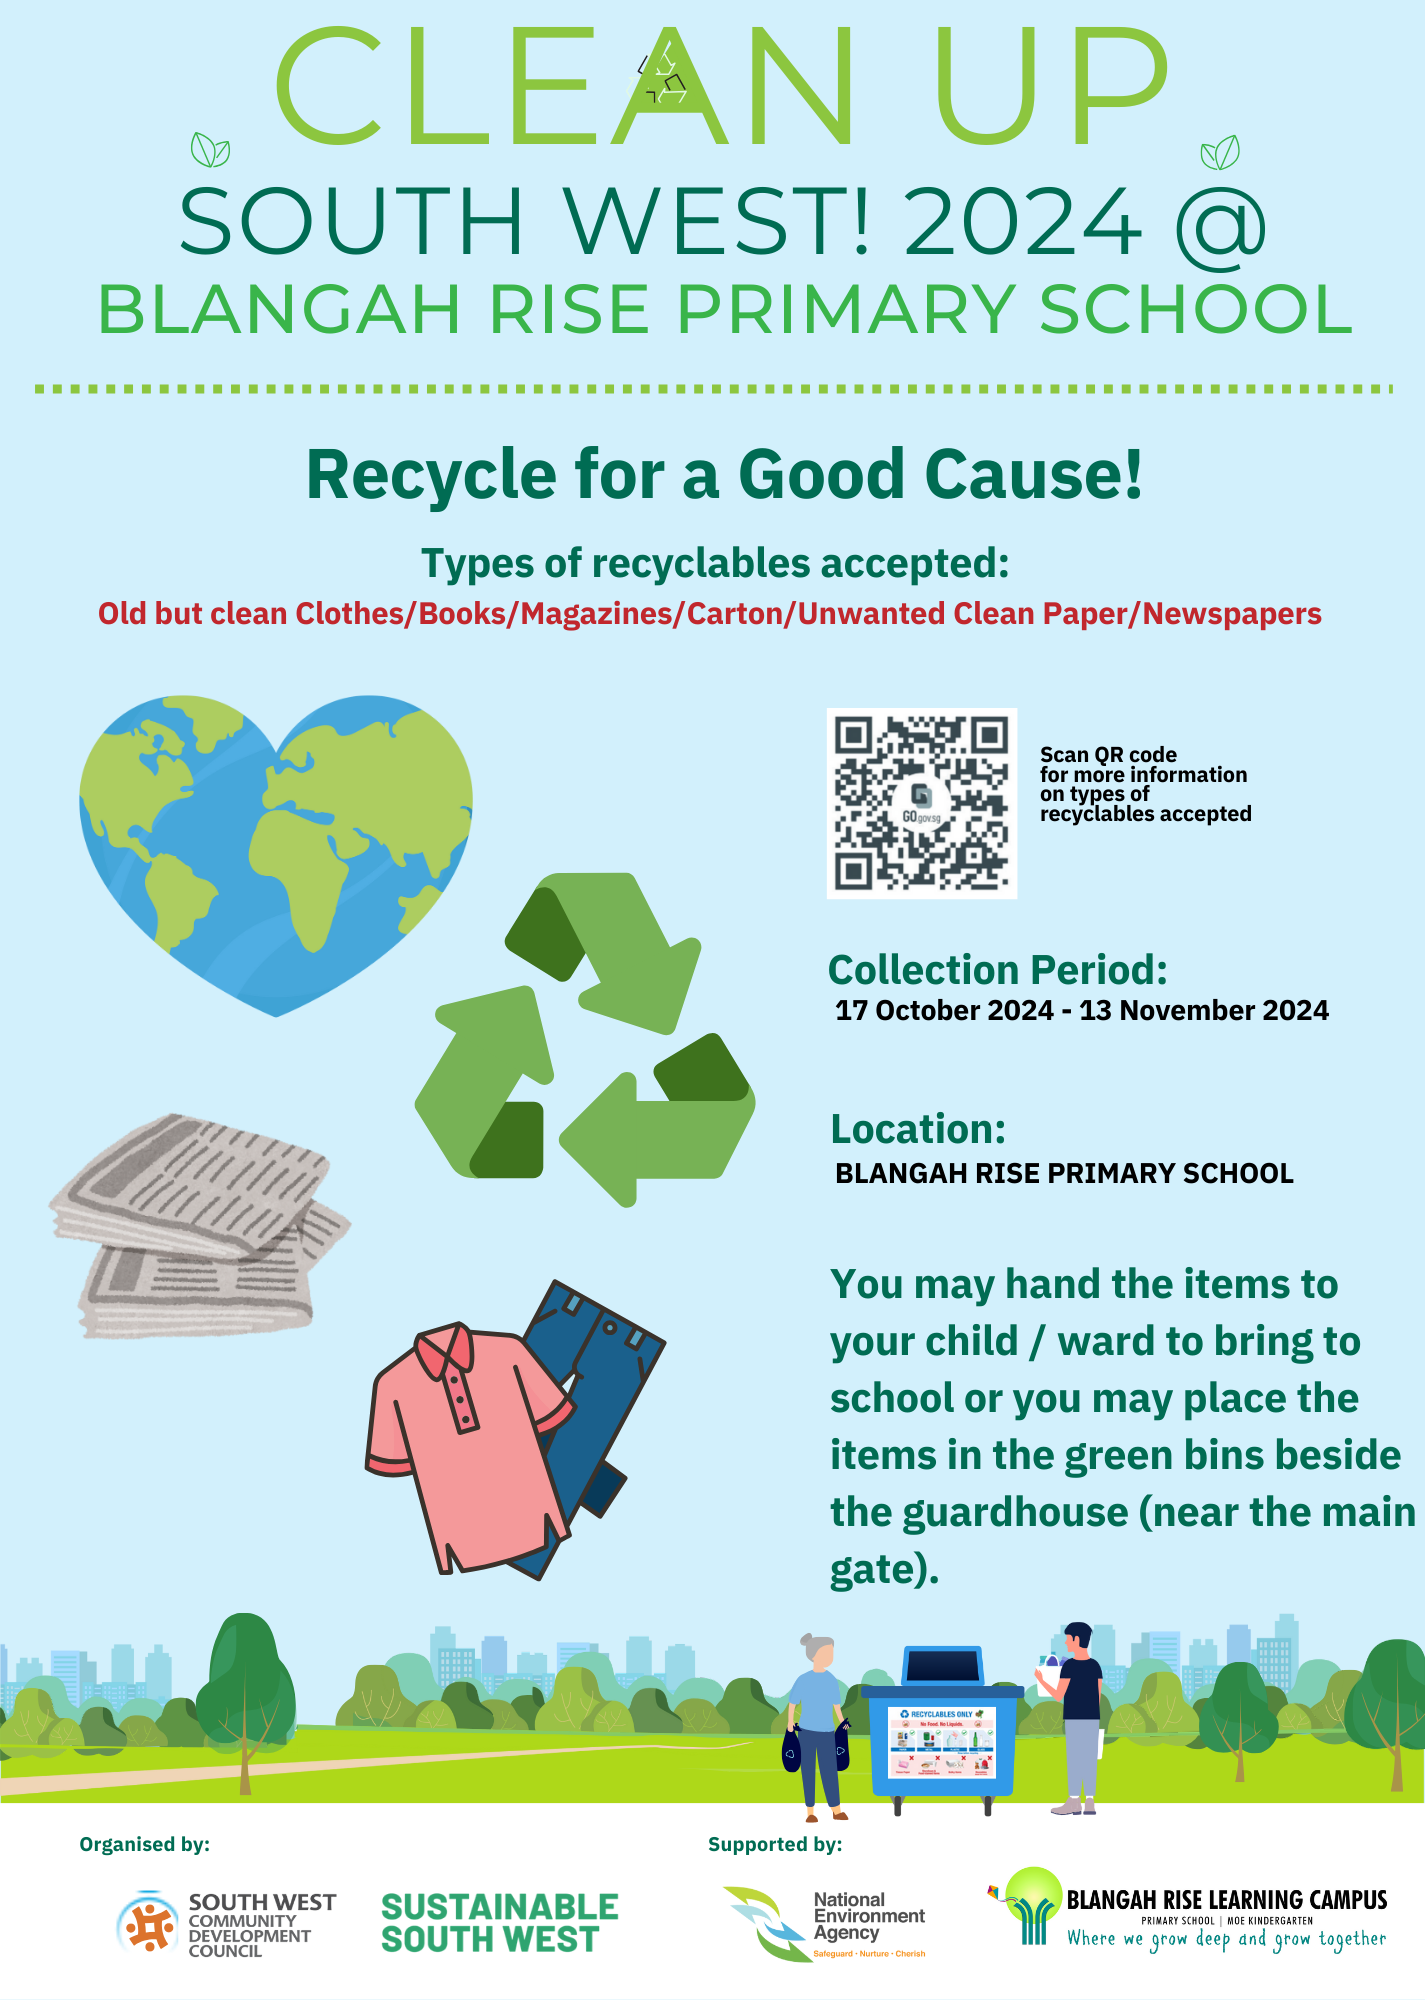 CLEAN UP
SOUTH WEST! 2024 @
BLANGAH RISE PRIMARY SCHOOL
Recycle for a Good Cause!
Types of recyclables accepted:
Old but clean Clothes/Books/Magazines/Carton/Unwanted Clean Paper/Newspapers
GO.gov.sg
Scan QR code
for more information
on types of
recyclables accepted
Collection Period:
17 October 2024 - 13 November 2024
Location:
BLANGAH RISE PRIMARY SCHOOL
You may hand the items to
your child / ward to bring to
school or you may place the
items in the green bins beside
the guardhouse (near the main
gate).
RECYCLABLES ONLY
No Food. No Liquids.
Organised by:
Supported by:
SOUTH WEST
COMMUNITY
DEVELOPMENT
COUNCIL
SUSTAINABLE
SOUTH WEST
National
Environment
Agency
Safeguard · Nurture · Cherish
BLANGAH RISE LEARNING CAMPUS
PRIMARY SCHOOL | MOE KINDERGARTEN
Where we grow deep and grow together